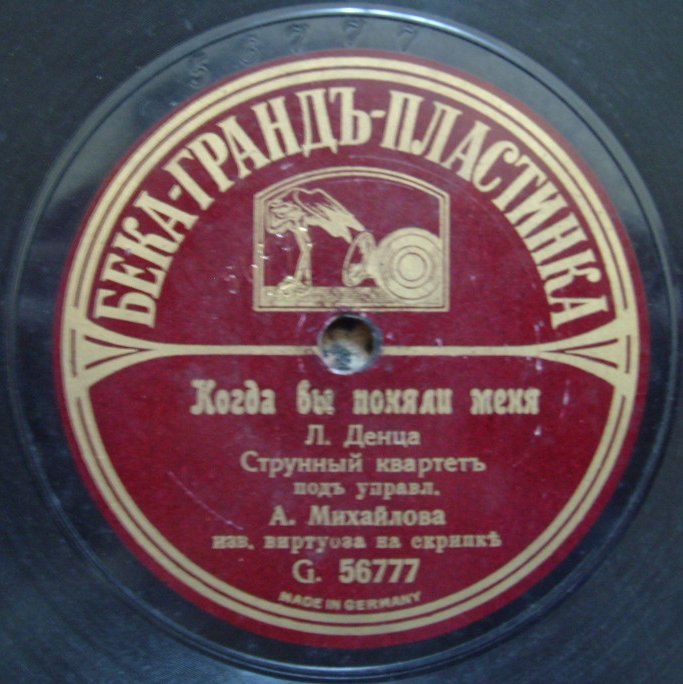 БЕКА-ГРАНДЪ-ПЛАСТИНКА
Когда бы поняли меня
Л. Денца
Струнный квартетъ
подъ управл.
А. Михайлова
изв. виртуоза на скрипкѣ
G. 56777
MADE IN GERMANY